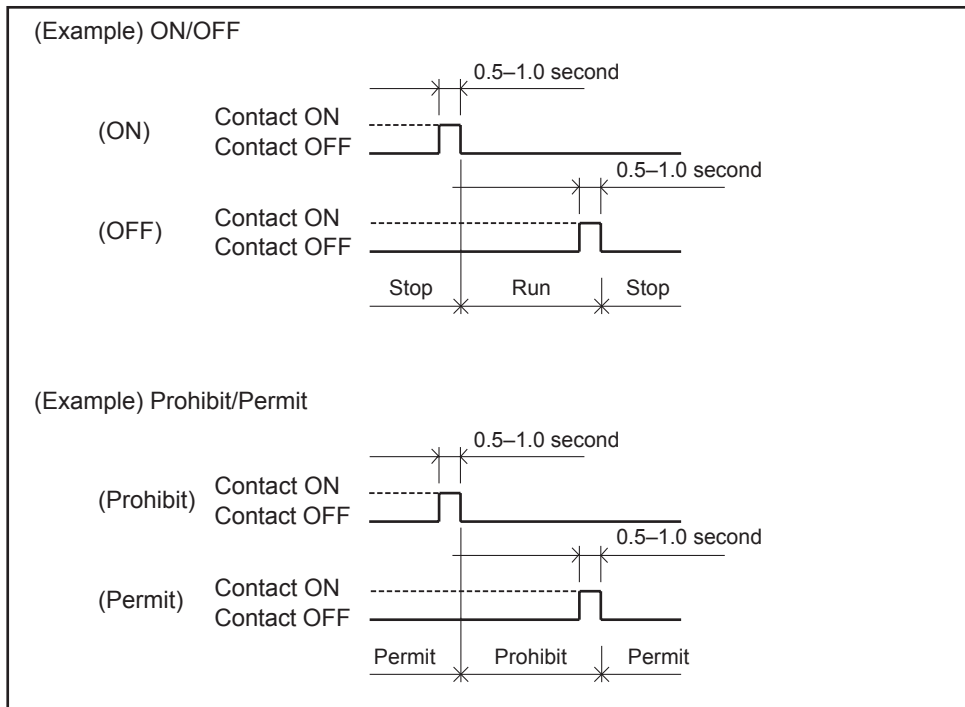 (Example) ON/OFF
0.5–1.0 second
(ON)
Contact ON
Contact OFF
0.5–1.0 second
(OFF)
Contact ON
Contact OFF
Stop
Run
Stop
(Example) Prohibit/Permit
0.5–1.0 second
(Prohibit)
Contact ON
Contact OFF
0.5–1.0 second
(Permit)
Contact ON
Contact OFF
Permit
Prohibit
Permit